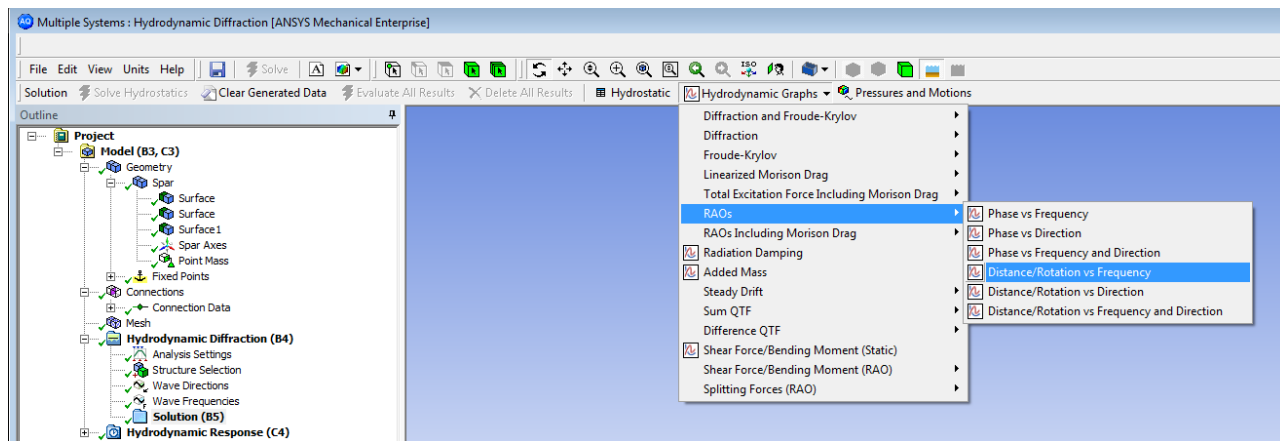 Multiple Systems : Hydrodynamic Diffraction [ANSYS Mechanical Enterprise]
File Edit View Units Help Solve A
Solution Solve Hydrostatics Clear Generated Data Evaluate All Results Delete All Results Hydrostatic Hydrodynamic Graphs Pressures and Motions
Outline
Project
Model (B3, C3)
Geometry
Spar
Surface
Surface
Surface1
Spar Axes
Point Mass
Fixed Points
Connections
Connection Data
Mesh
Hydrodynamic Diffraction (B4)
Analysis Settings
Structure Selection
Wave Directions
Wave Frequencies
Solution (B5)
Hydrodynamic Response (C4)
Diffraction and Froude-Krylov
Diffraction
Froude-Krylov
Linearized Morison Drag
Total Excitation Force Including Morison Drag
RAOs
RAOs Including Morison Drag
Radiation Damping
Added Mass
Steady Drift
Sum QTF
Difference QTF
Shear Force/Bending Moment (Static)
Shear Force/Bending Moment (RAO)
Splitting Forces (RAO)
Phase vs Frequency
Phase vs Direction
Phase vs Frequency and Direction
Distance/Rotation vs Frequency
Distance/Rotation vs Direction
Distance/Rotation vs Frequency and Direction